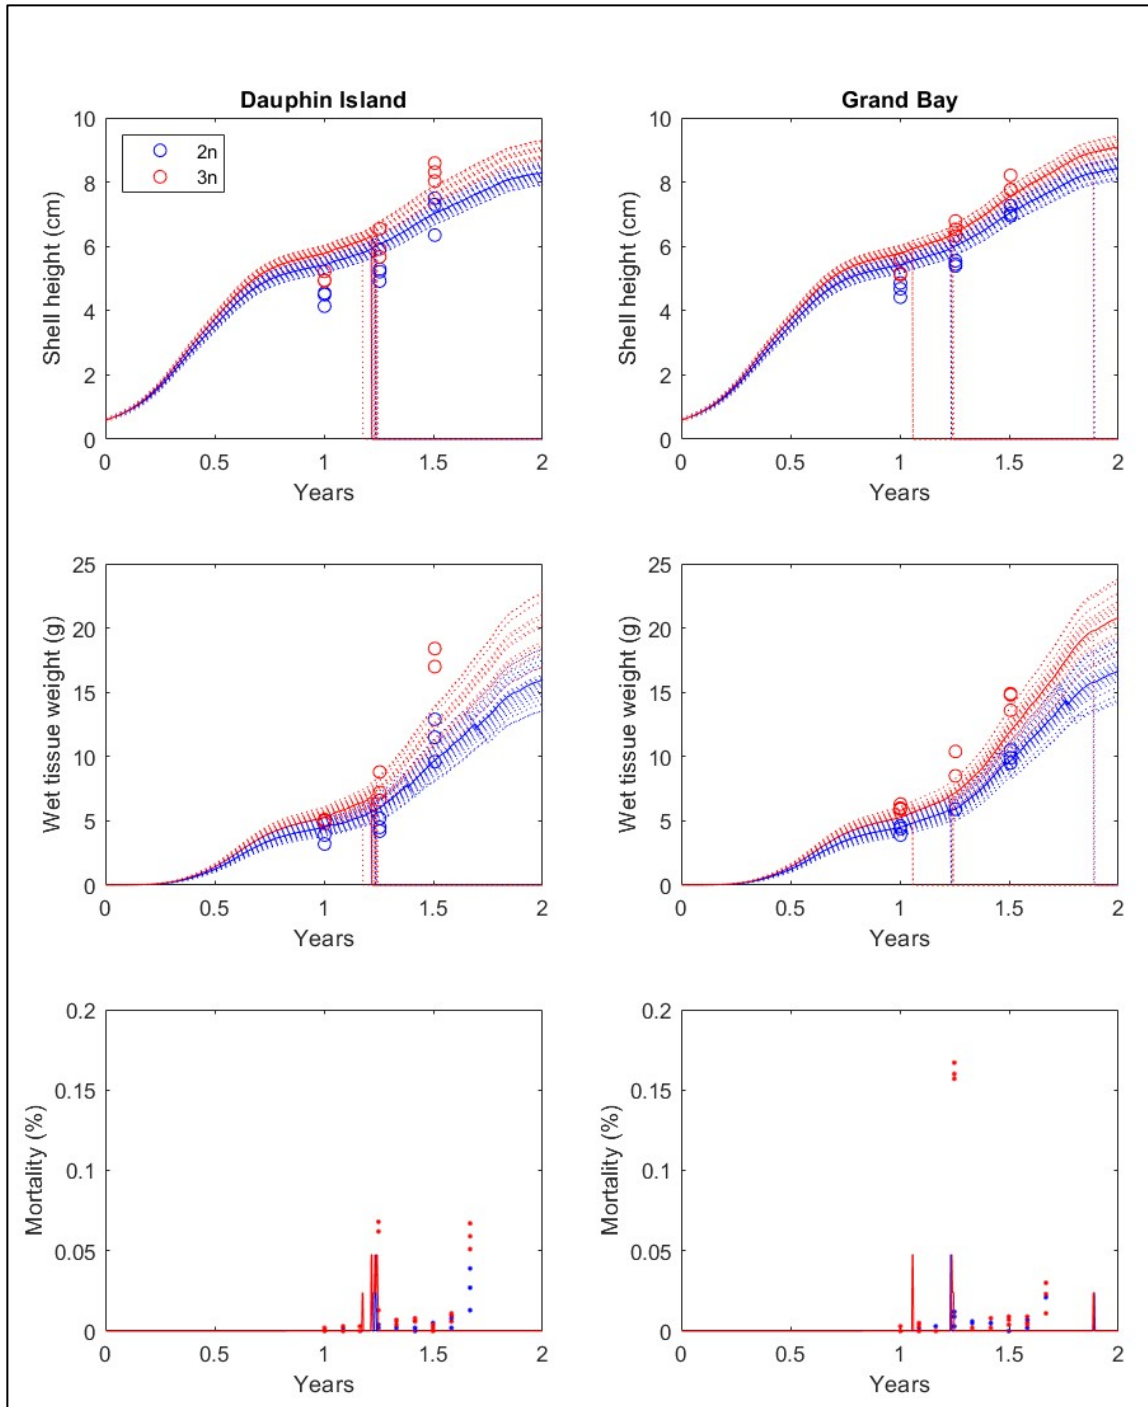 Dauphin Island
Grand Bay
10
8
6
4
2
0
Shell height (cm)
2n
3n
0 0.5 1 1.5 2
Years
10
8
6
4
2
0
Shell height (cm)
0 0.5 1 1.5 2
Years
25
20
15
10
5
0
Wet tissue weight (g)
0 0.5 1 1.5 2
Years
25
20
15
10
5
0
Wet tissue weight (g)
0 0.5 1 1.5 2
Years
0.2
0.15
0.1
0.05
0
Mortality (%)
0 0.5 1 1.5 2
Years
0.2
0.15
0.1
0.05
0
Mortality (%)
0 0.5 1 1.5 2
Years